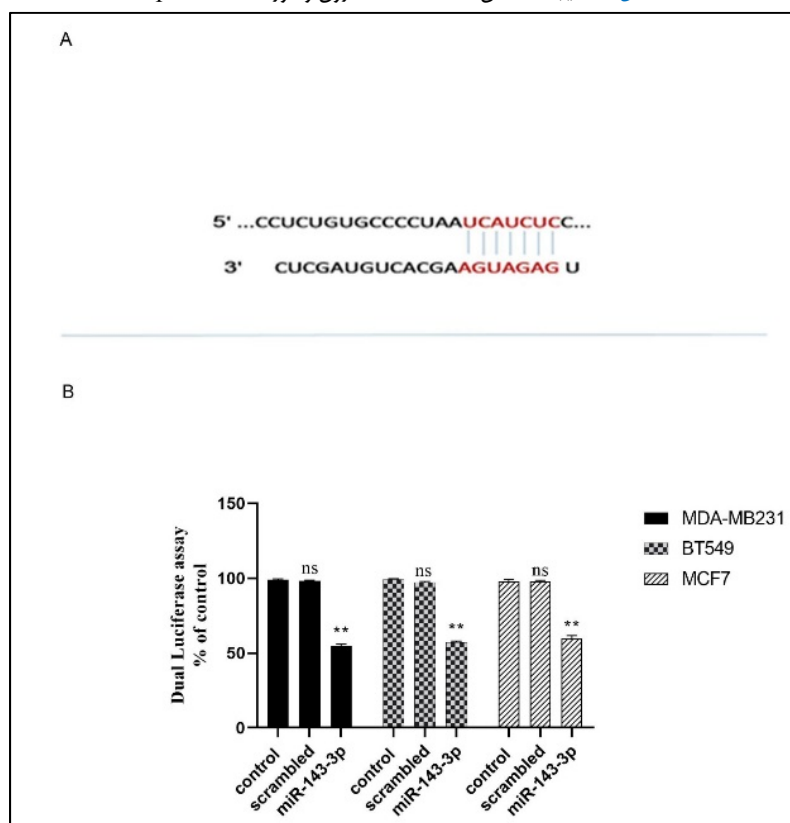 A
5' ...CCUCUGUGCCCCUAAUCAUCUCC...
3' CUCGAUGUCACGAAGUAGAG U
B
Dual Luciferase assay
% of control
150
100
50
0
ns
**
ns
**
ns
**
control
scrambled
miR-143-3p
control
scrambled
miR-143-3p
control
scrambled
miR-143-3p
MDA-MB231
BT549
MCF7